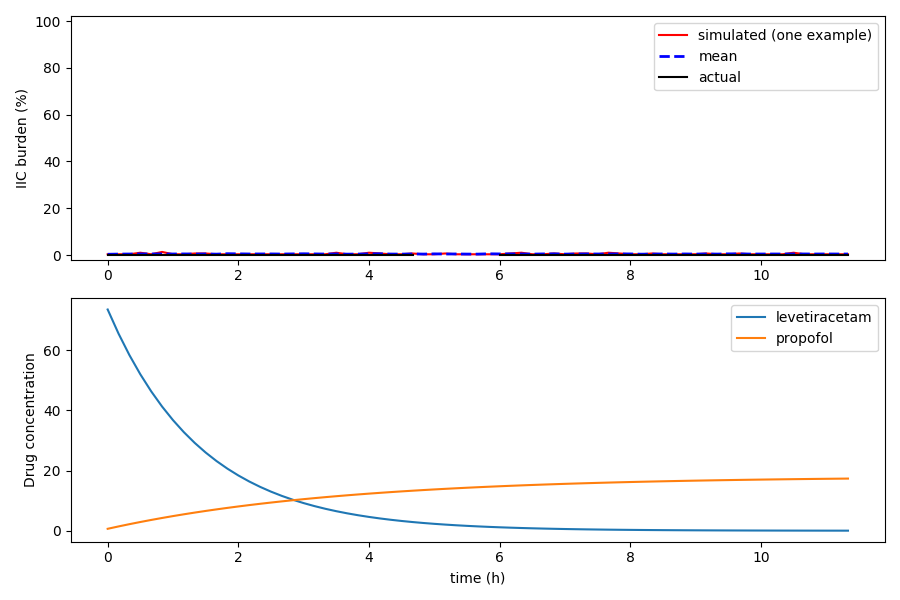 100
80
60
40
20
0
IIC burden (%)
simulated (one example)
mean
actual
0 2 4 6 8 10
60
40
20
0
Drug concentration
levetiracetam
propofol
0 2 4 6 8 10
time (h)